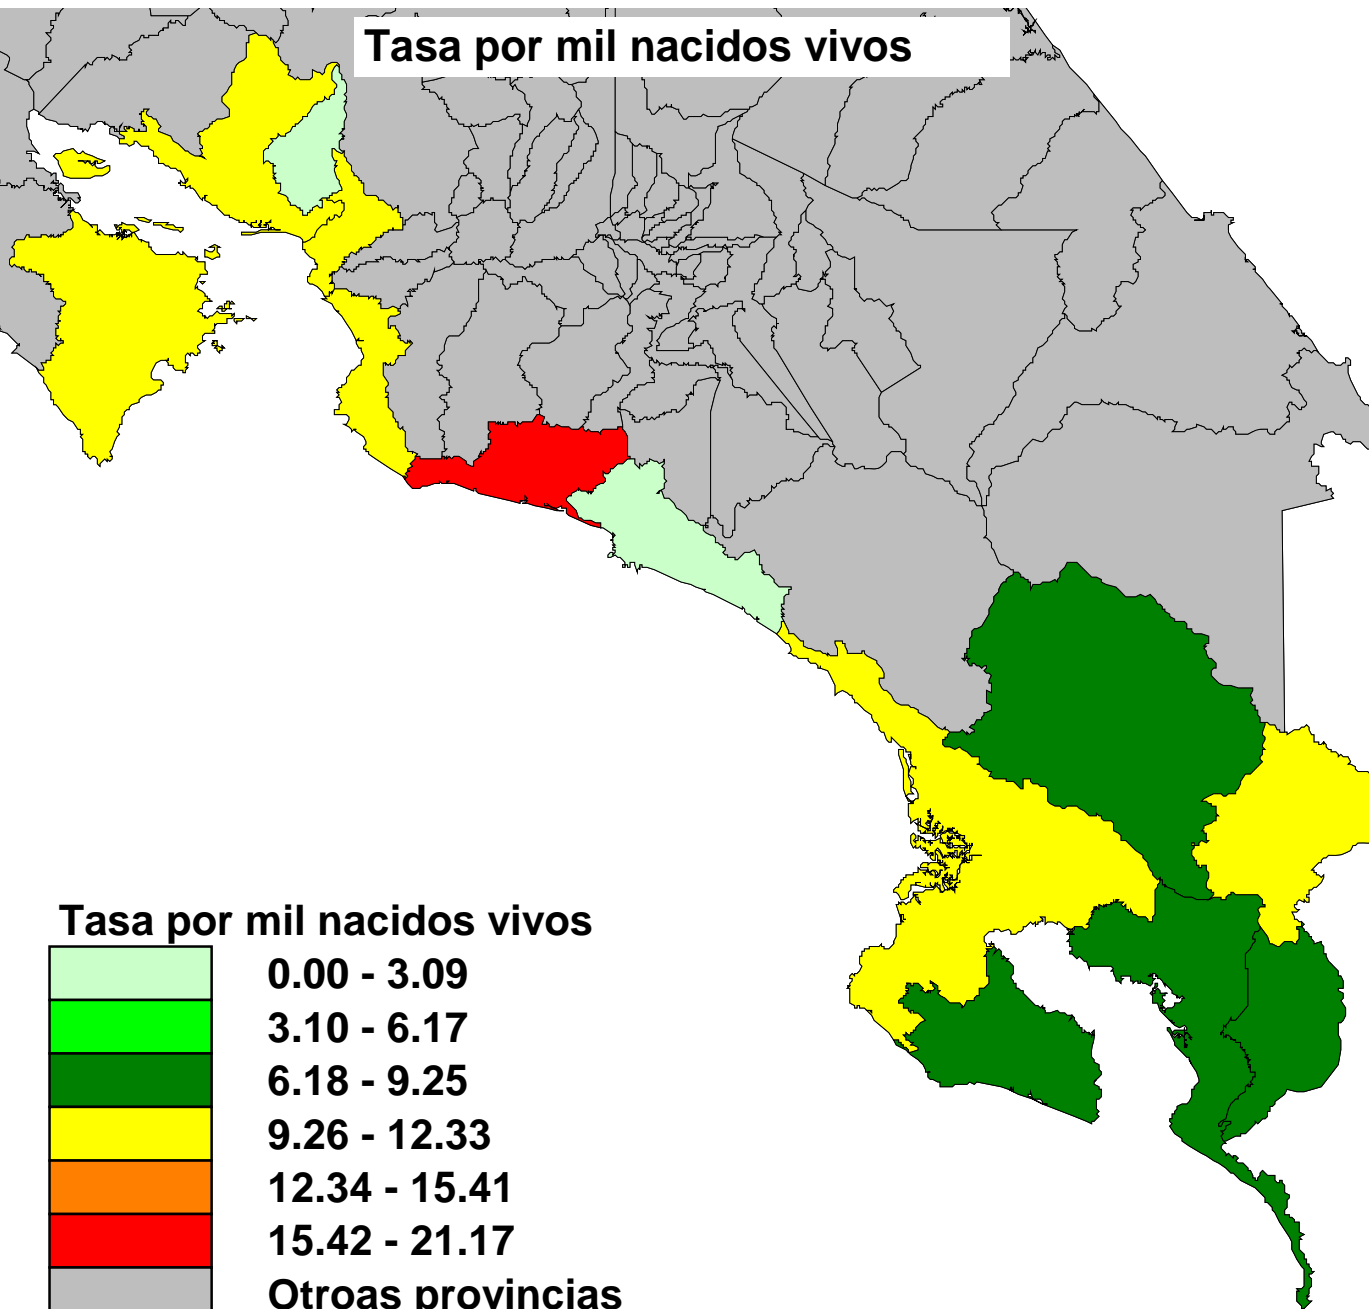 Tasa por mil nacidos vivos
Tasa por mil nacidos vivos
0.00 - 3.09
3.10 - 6.17
6.18 - 9.25
9.26 - 12.33
12.34 - 15.41
15.42 - 21.17
Otroas provincias